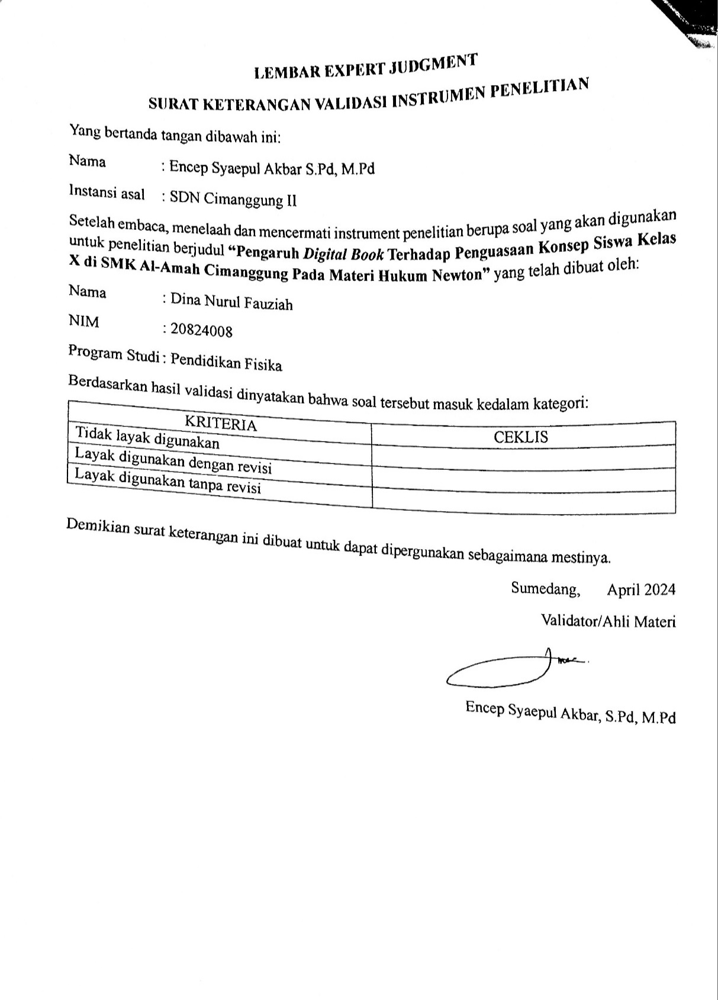 LEMBAR EXPERT JUDGMENT
SURAT KETERANGAN VALIDASI INSTRUMEN PENELITIAN
Yang bertanda tangan dibawah ini:
Nama : Encep Syaepul Akbar S.Pd, M.Pd
Instansi asal : SDN Cimanggung II
Setelah embaca, menelaah dan mencermati instrument penelitian berupa soal yang akan digunakan
untuk penelitian berjudul “Pengaruh Digital Book Terhadap Penguasaan Konsep Siswa Kelas
X di SMK Al-Amah Cimanggung Pada Materi Hukum Newton” yang telah dibuat oleh:
Nama : Dina Nurul Fauziah
NIM : 20824008
Program Studi : Pendidikan Fisika
Berdasarkan hasil validasi dinyatakan bahwa soal tersebut masuk kedalam kategori:
KRITERIA CEKLIS
Tidak layak digunakan
Layak digunakan dengan revisi
Layak digunakan tanpa revisi
Demikian surat keterangan ini dibuat untuk dapat dipergunakan sebagaimana mestinya.
Sumedang, April 2024
Validator/Ahli Materi
Encep Syaepul Akbar, S.Pd, M.Pd